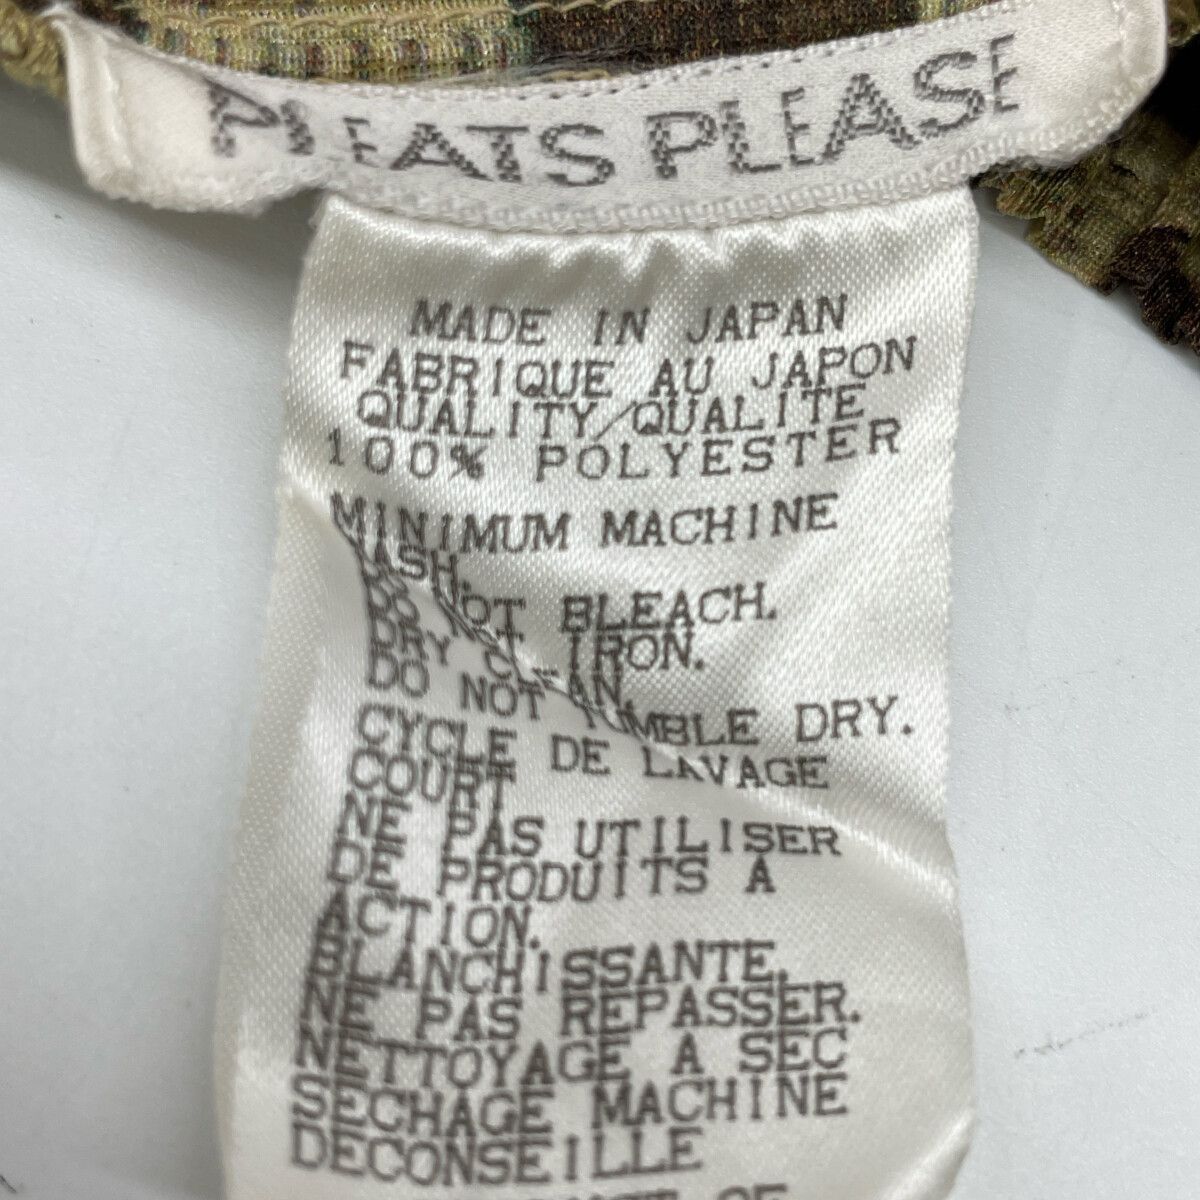 PLEATS PLEASE
MADE IN JAPAN
FABRIQUE AU JAPON
QUALITY/QUALITE
100% POLYESTER
MINIMUM MACHINE
WASH.
DO NOT BLEACH.
DO IRON.
DRY CLEAN.
DO NOT TUMBLE DRY.
CYCLE DE LAVAGE
COURT
NE PAS UTILISER
DE PRODUITS A
ACTION.
BLANCHISSANTE.
NE PAS REPASSER.
NETTOYAGE A SEC
SECHAGE MACHINE
DECONSEILLE
OF